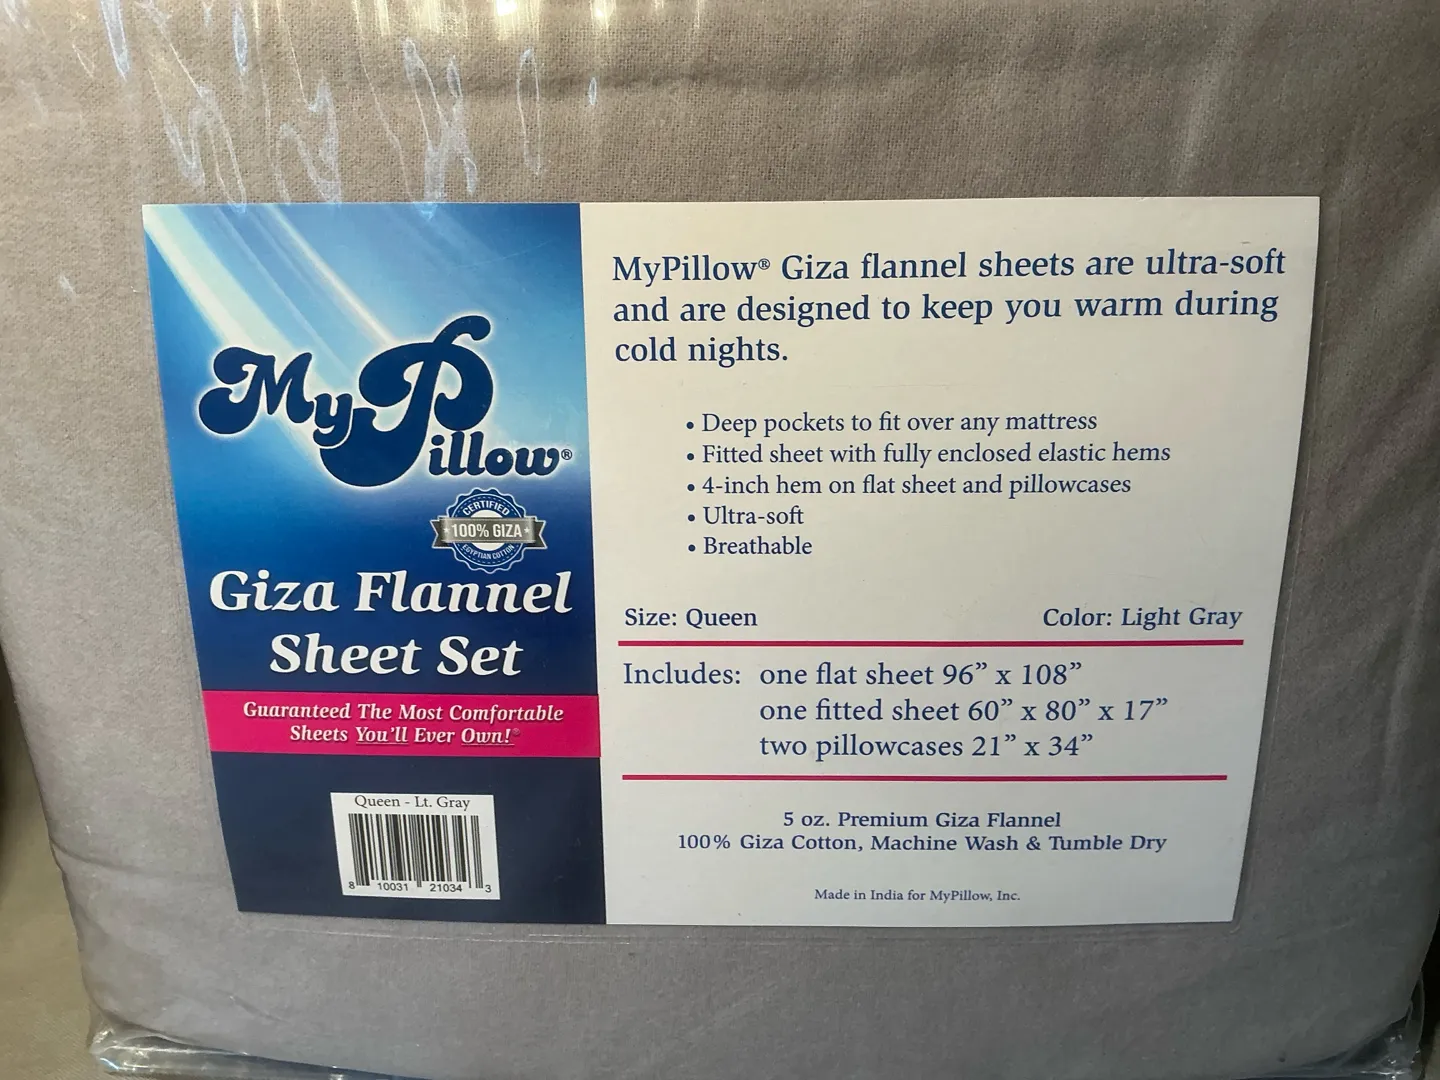 MyPillow®
CERTIFIED
100% GIZA
EGYPTIAN COTTON
Giza Flannel
Sheet Set
Guaranteed The Most Comfortable
Sheets You'll Ever Own!®
Queen - Lt. Gray
8 10031 21034 3
MyPillow® Giza flannel sheets are ultra-soft
and are designed to keep you warm during
cold nights.
• Deep pockets to fit over any mattress
• Fitted sheet with fully enclosed elastic hems
• 4-inch hem on flat sheet and pillowcases
• Ultra-soft
• Breathable
Size: Queen Color: Light Gray
Includes: one flat sheet 96” x 108”
one fitted sheet 60” x 80” x 17”
two pillowcases 21” x 34”
5 oz. Premium Giza Flannel
100% Giza Cotton, Machine Wash & Tumble Dry
Made in India for MyPillow, Inc.